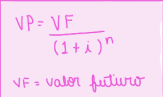 VP = VF
(1 + i)ⁿ
VF = valor futuro